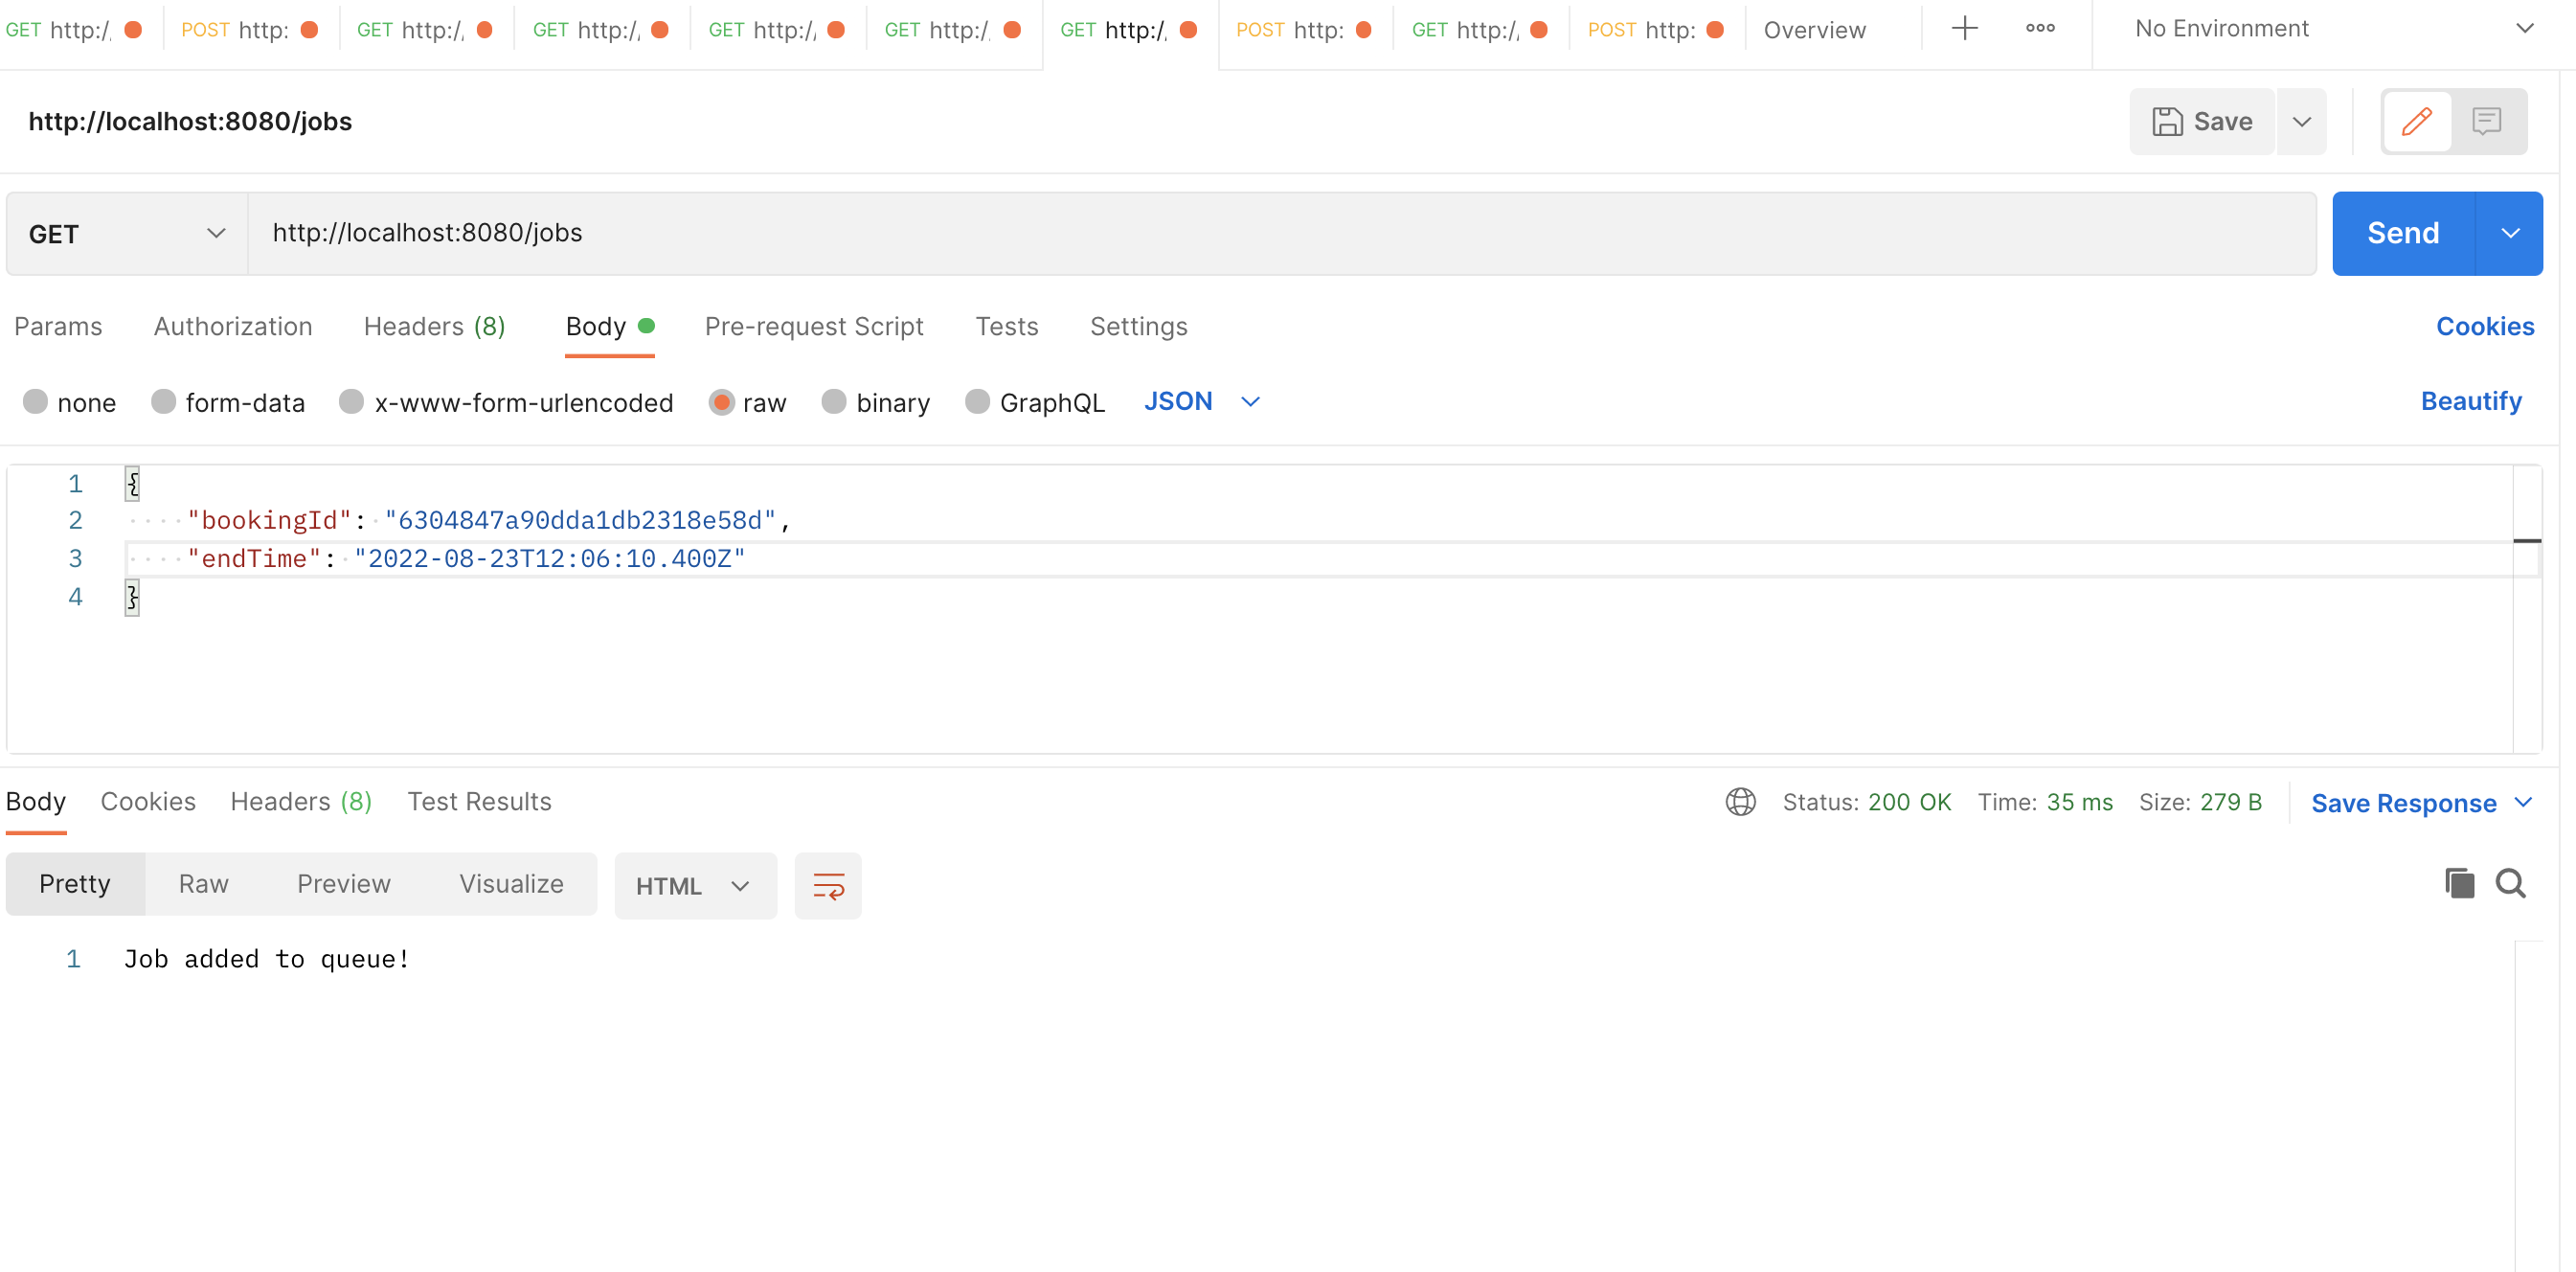 GET http:/, POST http: GET http:/, GET http:/, GET http:/, GET http:/, GET http:/, POST http: GET http:/, POST http: Overview No Environment
http://localhost:8080/jobs Save
GET http://localhost:8080/jobs Send
Params Authorization Headers (8) Body Pre-request Script Tests Settings Cookies
none form-data x-www-form-urlencoded raw binary GraphQL JSON Beautify
1 {
2 "bookingId": "6304847a90dda1db2318e58d",
3 "endTime": "2022-08-23T12:06:10.400Z"
4 }
Body Cookies Headers (8) Test Results Status: 200 OK Time: 35 ms Size: 279 B Save Response
Pretty Raw Preview Visualize HTML
1 Job added to queue!